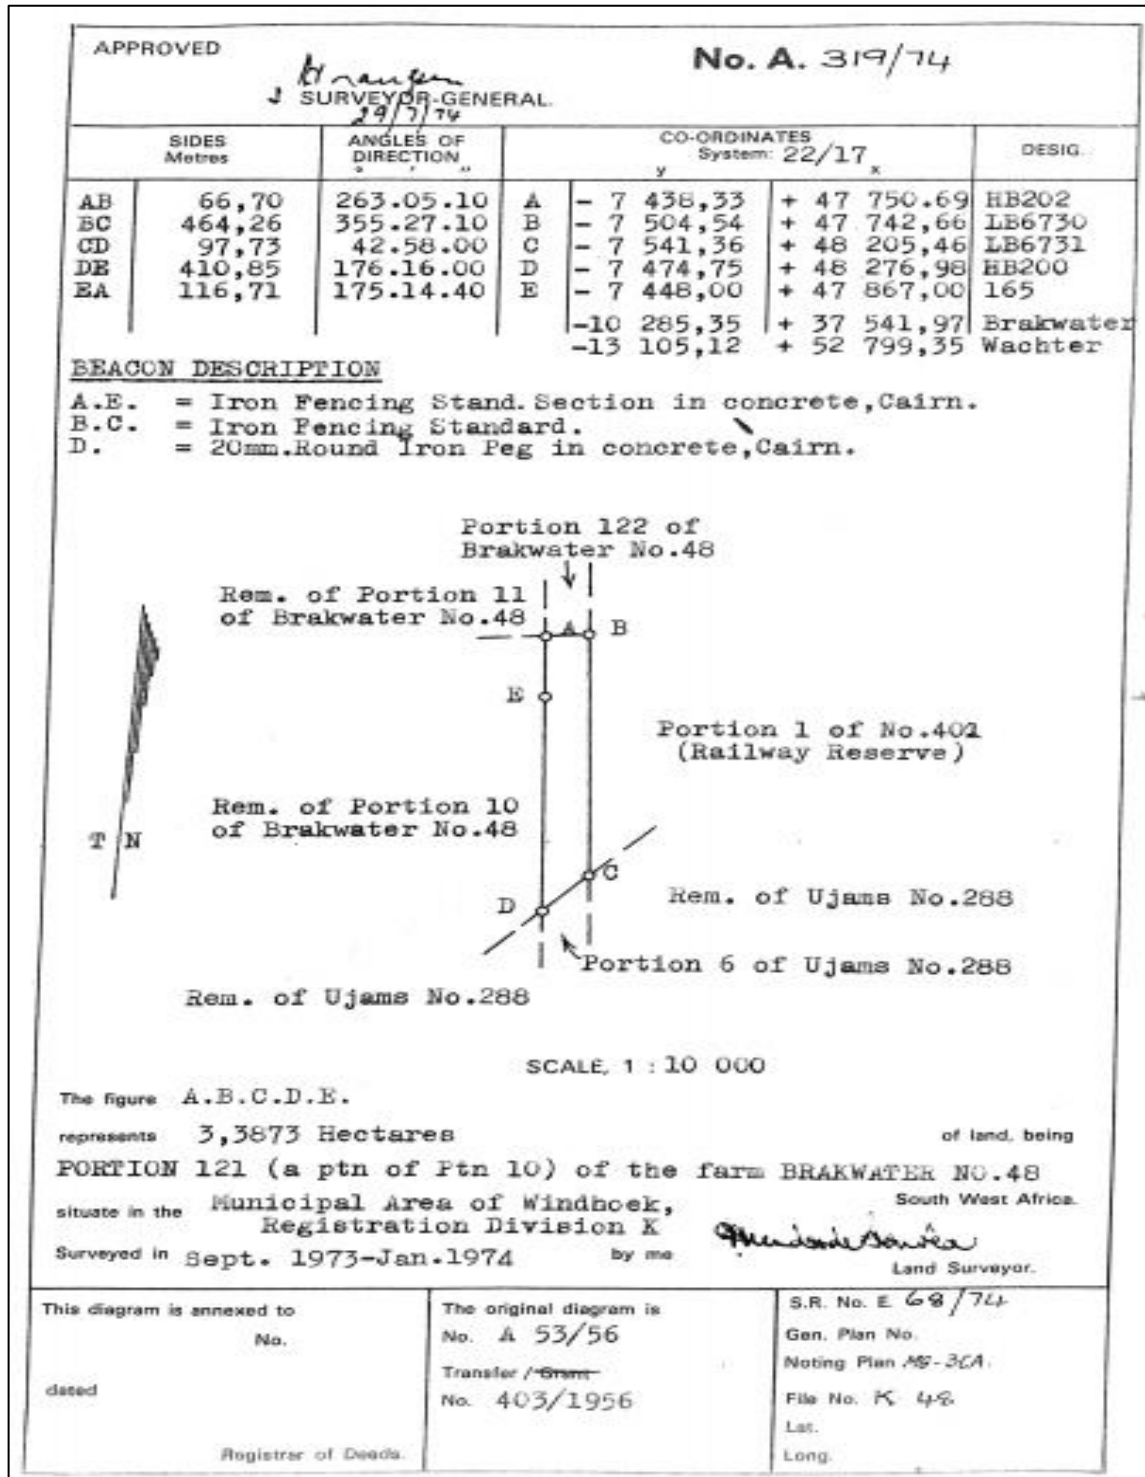 APPROVED
No. A. 319/74
SURVEYOR-GENERAL.
29/7/74
SIDES Metres ANGLES OF DIRECTION ° ' " CO-ORDINATES System: 22/17 y x DESIG.
AB 66,70 263.05.10 A - 7 438,33 + 47 750.69 HB202
BC 464,26 355.27.10 B - 7 504,54 + 47 742,66 LB6730
CD 97,73 42.58.00 C - 7 541,36 + 48 205,46 LB6731
DE 410,85 176.16.00 D - 7 474,75 + 48 276,98 HB200
EA 116,71 175.14.40 E - 7 448,00 + 47 867,00 165
-10 285,35 + 37 541,97 Brakwater
-13 105,12 + 52 799,35 Wachter
BEACON DESCRIPTION
A.E. = Iron Fencing Stand.Section in concrete,Cairn.
B.C. = Iron Fencing Standard.
D. = 20mm.Round Iron Peg in concrete,Cairn.
Portion 122 of
Brakwater No.48
Rem. of Portion 11
of Brakwater No.48
A B
E
Portion 1 of No.401
(Railway Reserve)
Rem. of Portion 10
of Brakwater No.48
T N
C
D
Rem. of Ujams No.288
Portion 6 of Ujams No.288
Rem. of Ujams No.288
SCALE, 1 : 10 000
The figure A.B.C.D.E.
represents 3,3873 Hectares of land, being
PORTION 121 (a ptn of Ptn 10) of the farm BRAKWATER NO.48
situate in the Municipal Area of Windhoek, South West Africa.
Registration Division K
Surveyed in Sept. 1973-Jan.1974 by me
Land Surveyor.
This diagram is annexed to
No.
dated
Registrar of Deeds.
The original diagram is
No. A 53/56
Transfer / Grant
No. 403/1956
S.R. No. E 68/74
Gen. Plan No.
Noting Plan
File No. K 48
Lat.
Long.